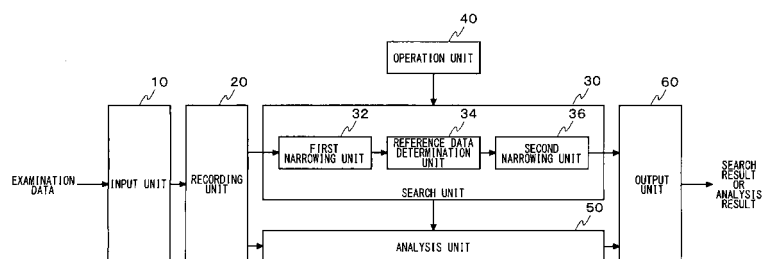 40
OPERATION UNIT
10
20
30
60
32
34
36
FIRST
NARROWING UNIT
REFERENCE DATA
DETERMINATION
UNIT
SECOND
NARROWING UNIT
EXAMINATION
DATA
INPUT UNIT
RECORDING
UNIT
SEARCH UNIT
OUTPUT
UNIT
SEARCH
RESULT
OR
ANALYSIS
RESULT
50
ANALYSIS UNIT